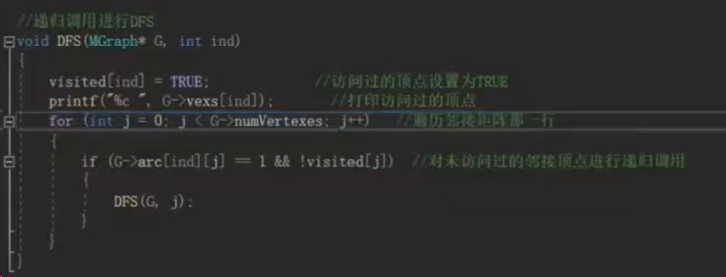 //递归调用进行DFS
void DFS(MGraph* G, int ind)
{
visited[ind] = TRUE; //访问过的顶点设置为TRUE
printf("%c ", G->vexs[ind]); //打印访问过的顶点
for (int j = 0; j < G->numVertexes; j++) //遍历邻接矩阵那一行
{
if (G->arc[ind][j] == 1 && !visited[j]) //对未访问过的邻接顶点进行递归调用
{
DFS(G, j);
}
}
}